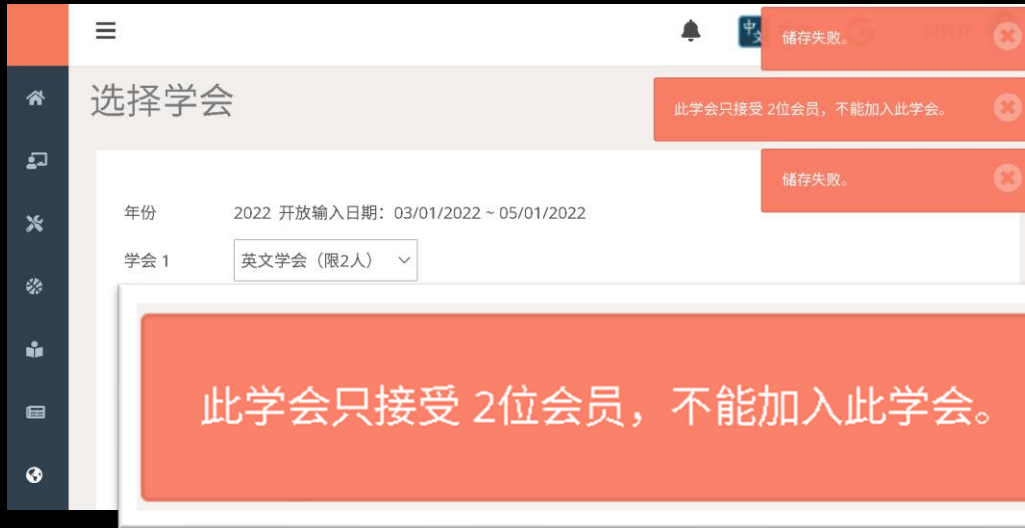 中文
储存失败。
选择学会
此学会只接受 2位会员，不能加入此学会。
储存失败。
年份 2022 开放输入日期：03/01/2022 ~ 05/01/2022
学会 1 英文学会（限2人）
此学会只接受 2位会员，不能加入此学会。